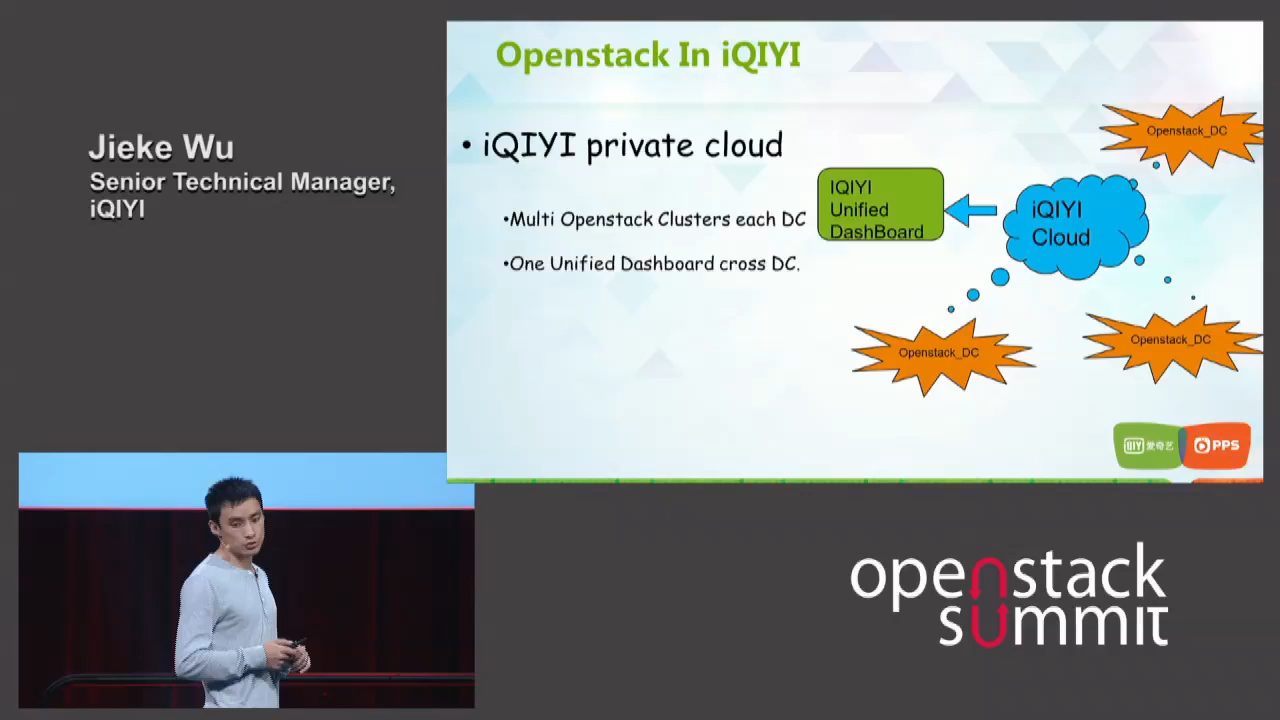 Openstack In iQIYI
Jieke Wu
Senior Technical Manager,
iQIYI
• iQIYI private cloud
•Multi Openstack Clusters each DC
•One Unified Dashboard cross DC.
IQIYI
Unified
DashBoard
iQIYI
Cloud
Openstack_DC
Openstack_DC
Openstack_DC
QIY 爱奇艺
PPS
openstack
summit